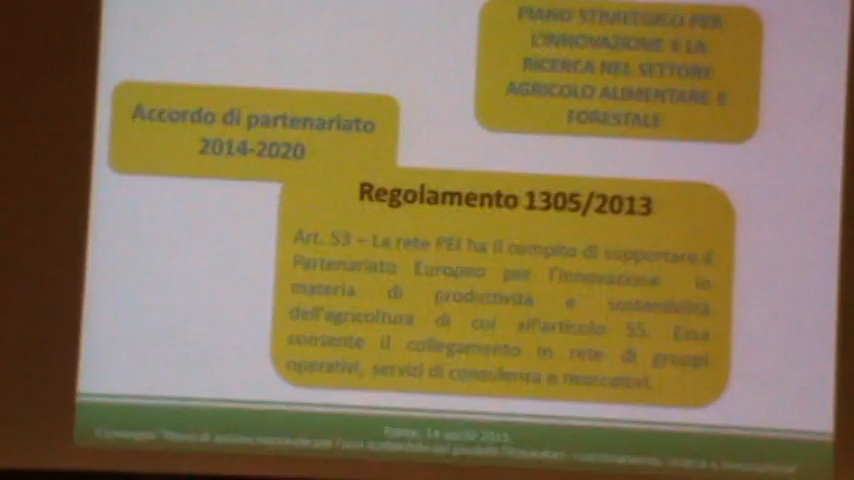 PIANO STRATEGICO PER
L'INNOVAZIONE E LA
RICERCA NEL SETTORE
AGRICOLO ALIMENTARE E
FORESTALE
Accordo di partenariato
2014-2020
Regolamento 1305/2013
Art. 53 – La rete PEI ha il compito di supportare il
Partenariato Europeo per l'innovazione in
materia di produttività e sostenibilità
dell'agricoltura di cui all'articolo 55. Essa
consente il collegamento in rete di gruppi
operativi, servizi di consulenza e ricercatori.